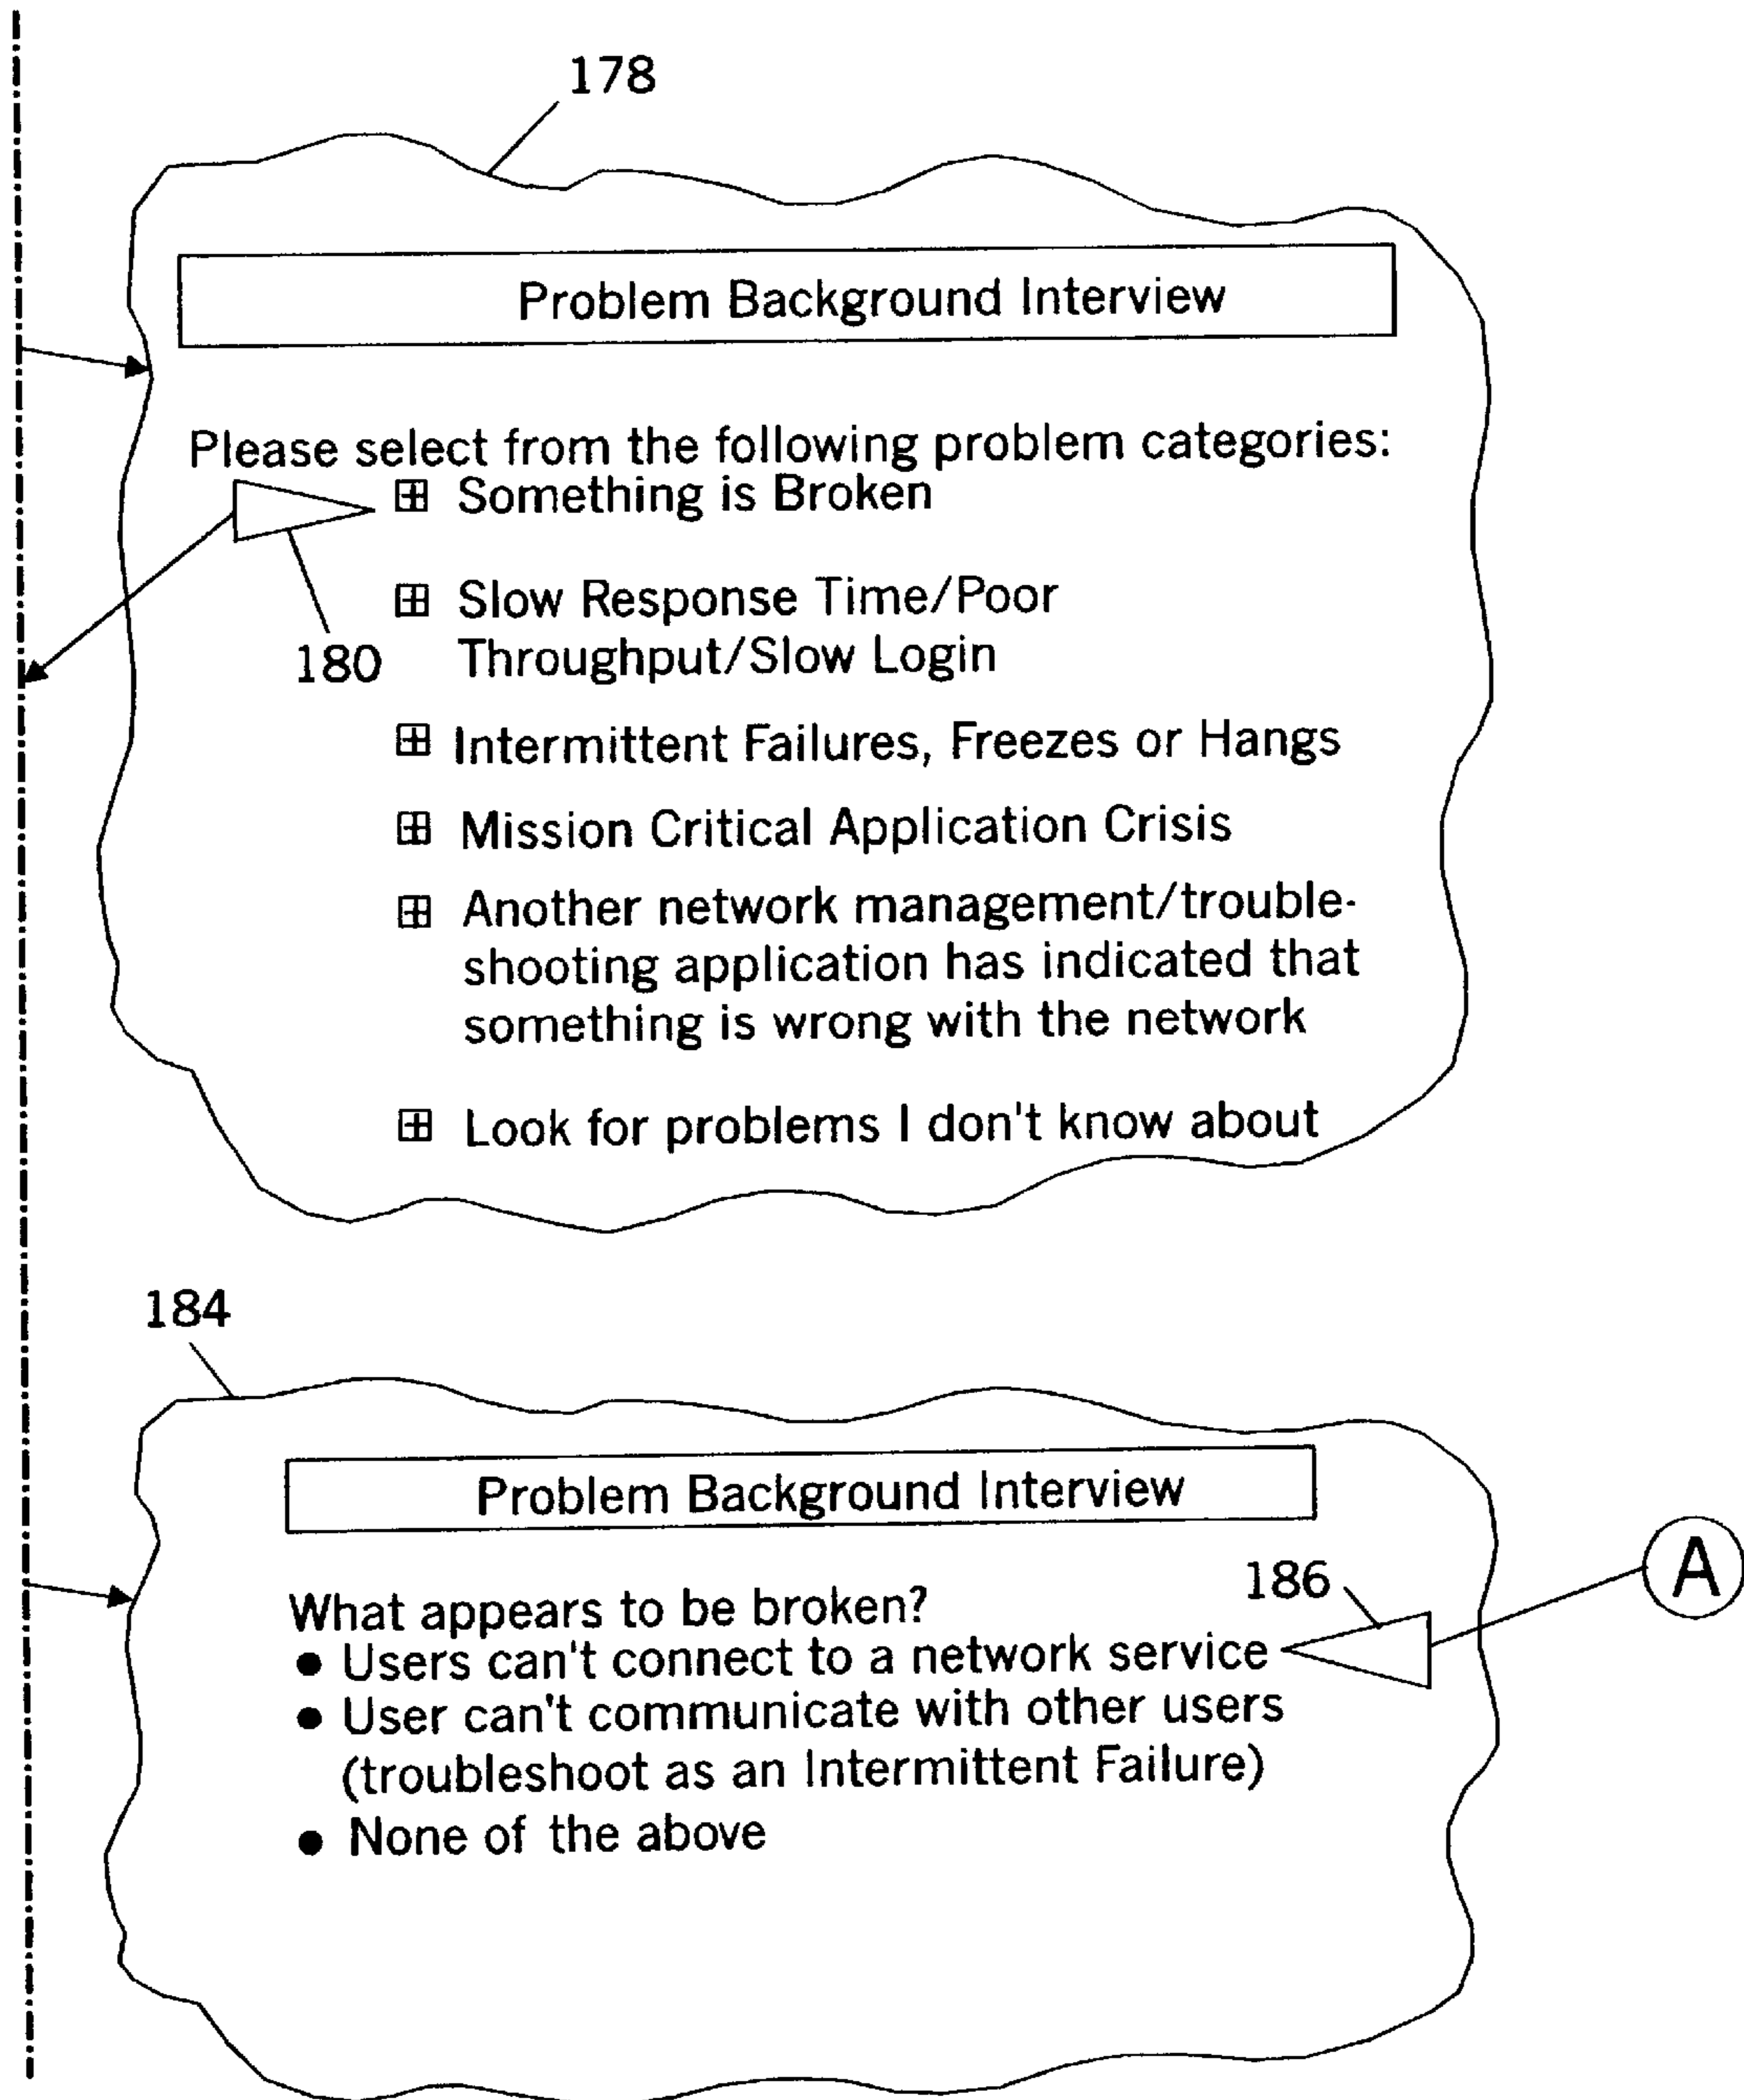 178
Problem Background Interview
Please select from the following problem categories:
Something is Broken
180
Slow Response Time/Poor
Throughput/Slow Login
Intermittent Failures, Freezes or Hangs
Mission Critical Application Crisis
Another network management/trouble-
shooting application has indicated that
something is wrong with the network
Look for problems I don't know about
184
Problem Background Interview
186
A
What appears to be broken?
• Users can't connect to a network service
• User can't communicate with other users
(troubleshoot as an Intermittent Failure)
• None of the above